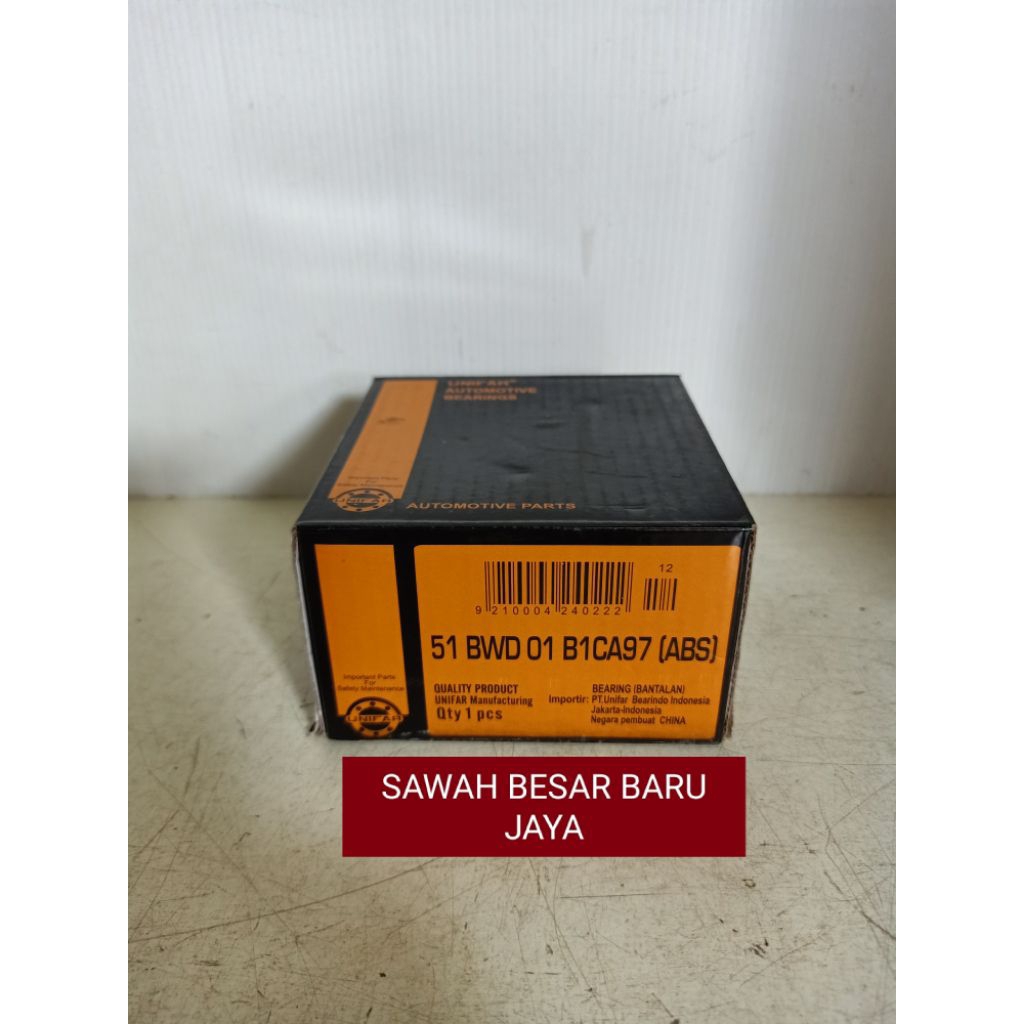 UNIFAR
AUTOMOTIVE
BEARINGS
UNIFAR
AUTOMOTIVE PARTS
12
9 210004 240222
51 BWD 01 B1CA97 (ABS)
Important Parts
For
Safety Maintenance
UNIFAR
QUALITY PRODUCT
UNIFAR Manufacturing
Qty 1 pcs
BEARING (BANTALAN)
Importir: PT.Unifar Bearindo Indonesia
Jakarta-Indonesia
Negara pembuat CHINA
SAWAH BESAR BARU
JAYA